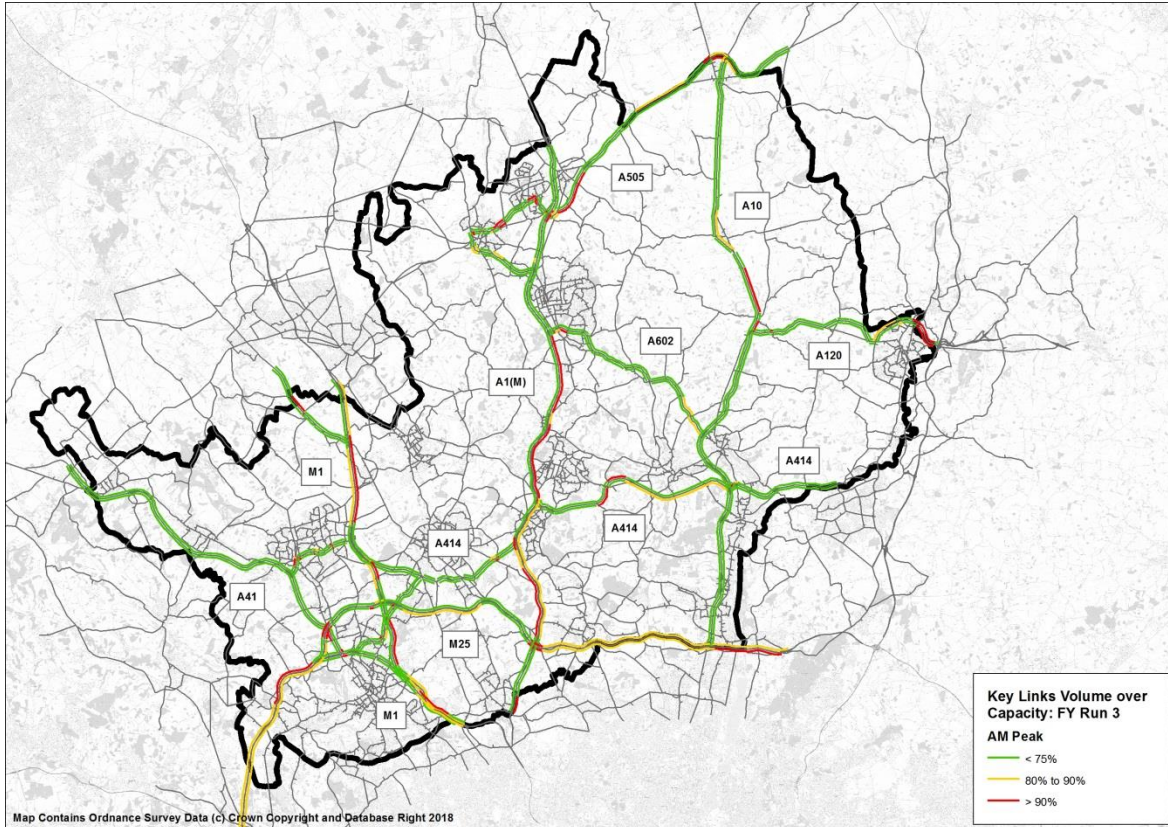 A505
A10
A602
A120
A1(M)
M1
A414
A414
A414
A41
M25
M1
Key Links Volume over
Capacity: FY Run 3
AM Peak
< 75%
80% to 90%
> 90%
Map Contains Ordnance Survey Data (c) Crown Copyright and Database Right 2018